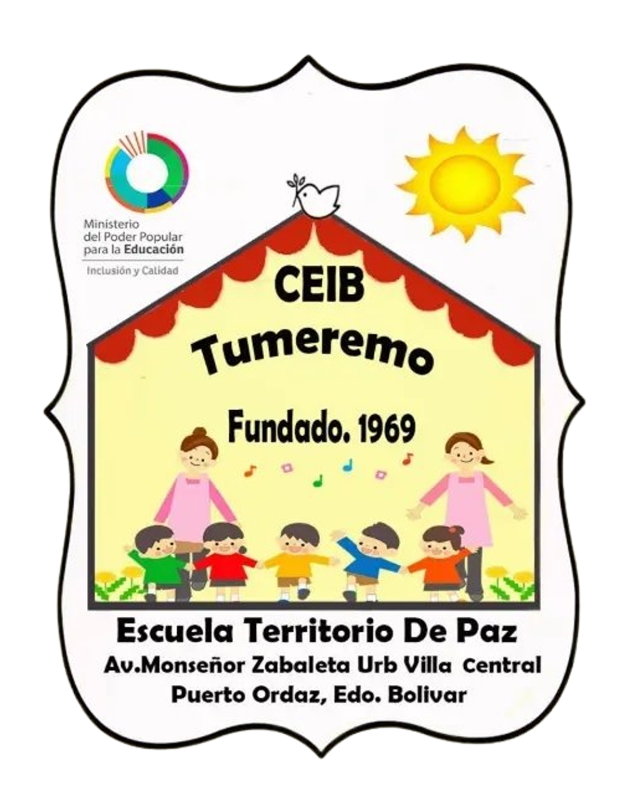 Ministerio
del Poder Popular
para la Educación
Inclusión y Calidad
CEIB
Tumeremo
Fundado. 1969
Escuela Territorio De Paz
Av.Monseñor Zabaleta Urb Villa Central
Puerto Ordaz, Edo. Bolivar